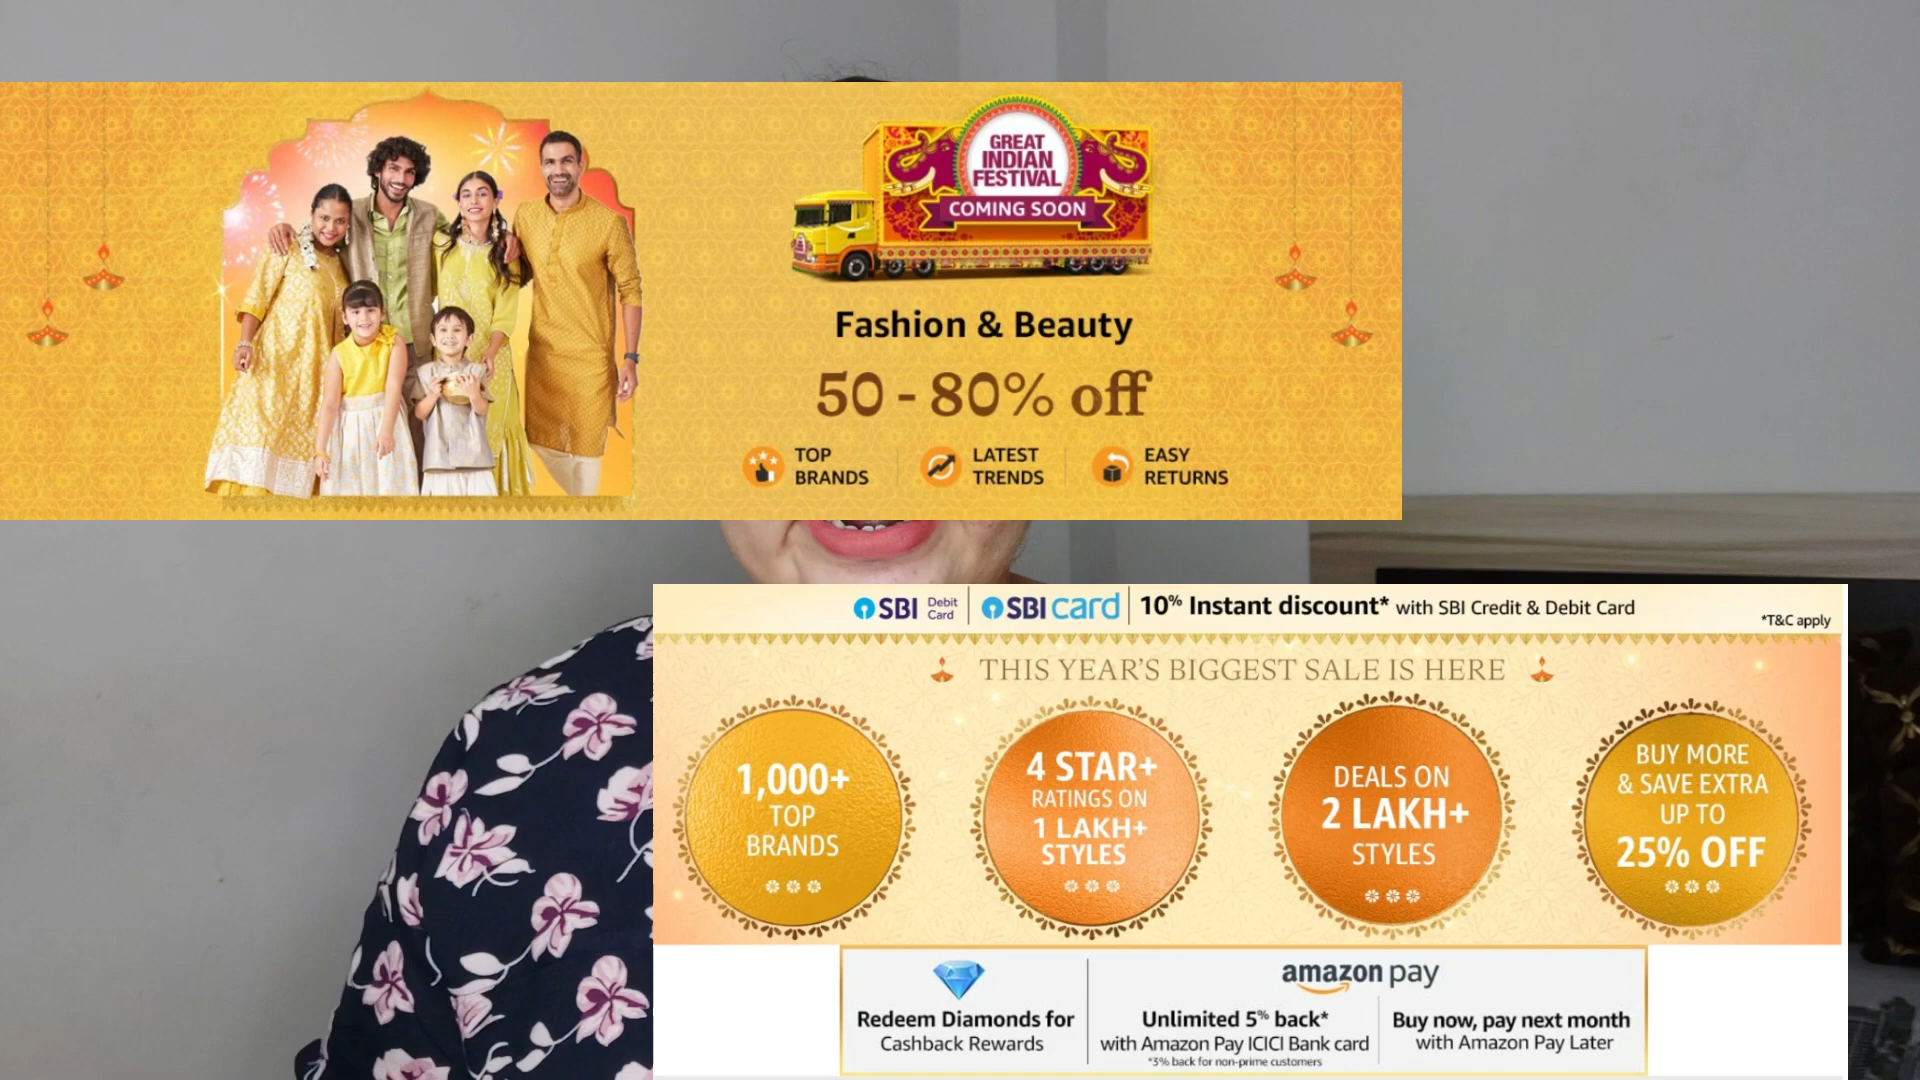 GREAT
INDIAN
FESTIVAL
COMING SOON
Fashion & Beauty
50 - 80% off
TOP
BRANDS
LATEST
TRENDS
EASY
RETURNS
SBI Debit Card
SBI card
10% Instant discount* with SBI Credit & Debit Card
*T&C apply
THIS YEAR'S BIGGEST SALE IS HERE
1,000+
TOP
BRANDS
4 STAR+
RATINGS ON
1 LAKH+
STYLES
DEALS ON
2 LAKH+
STYLES
BUY MORE
& SAVE EXTRA
UP TO
25% OFF
Redeem Diamonds for
Cashback Rewards
amazon pay
Unlimited 5% back*
with Amazon Pay ICICI Bank card
*3% back for non-prime customers
Buy now, pay next month
with Amazon Pay Later